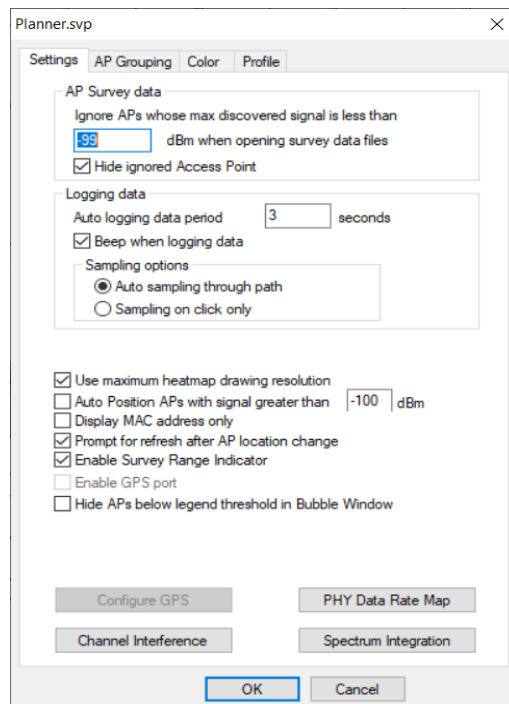 Planner.svp
Settings AP Grouping Color Profile
AP Survey data
Ignore APs whose max discovered signal is less than
-99 dBm when opening survey data files
Hide ignored Access Point
Logging data
Auto logging data period 3 seconds
Beep when logging data
Sampling options
Auto sampling through path
Sampling on click only
Use maximum heatmap drawing resolution
Auto Position APs with signal greater than -100 dBm
Display MAC address only
Prompt for refresh after AP location change
Enable Survey Range Indicator
Enable GPS port
Hide APs below legend threshold in Bubble Window
Configure GPS PHY Data Rate Map
Channel Interference Spectrum Integration
OK Cancel